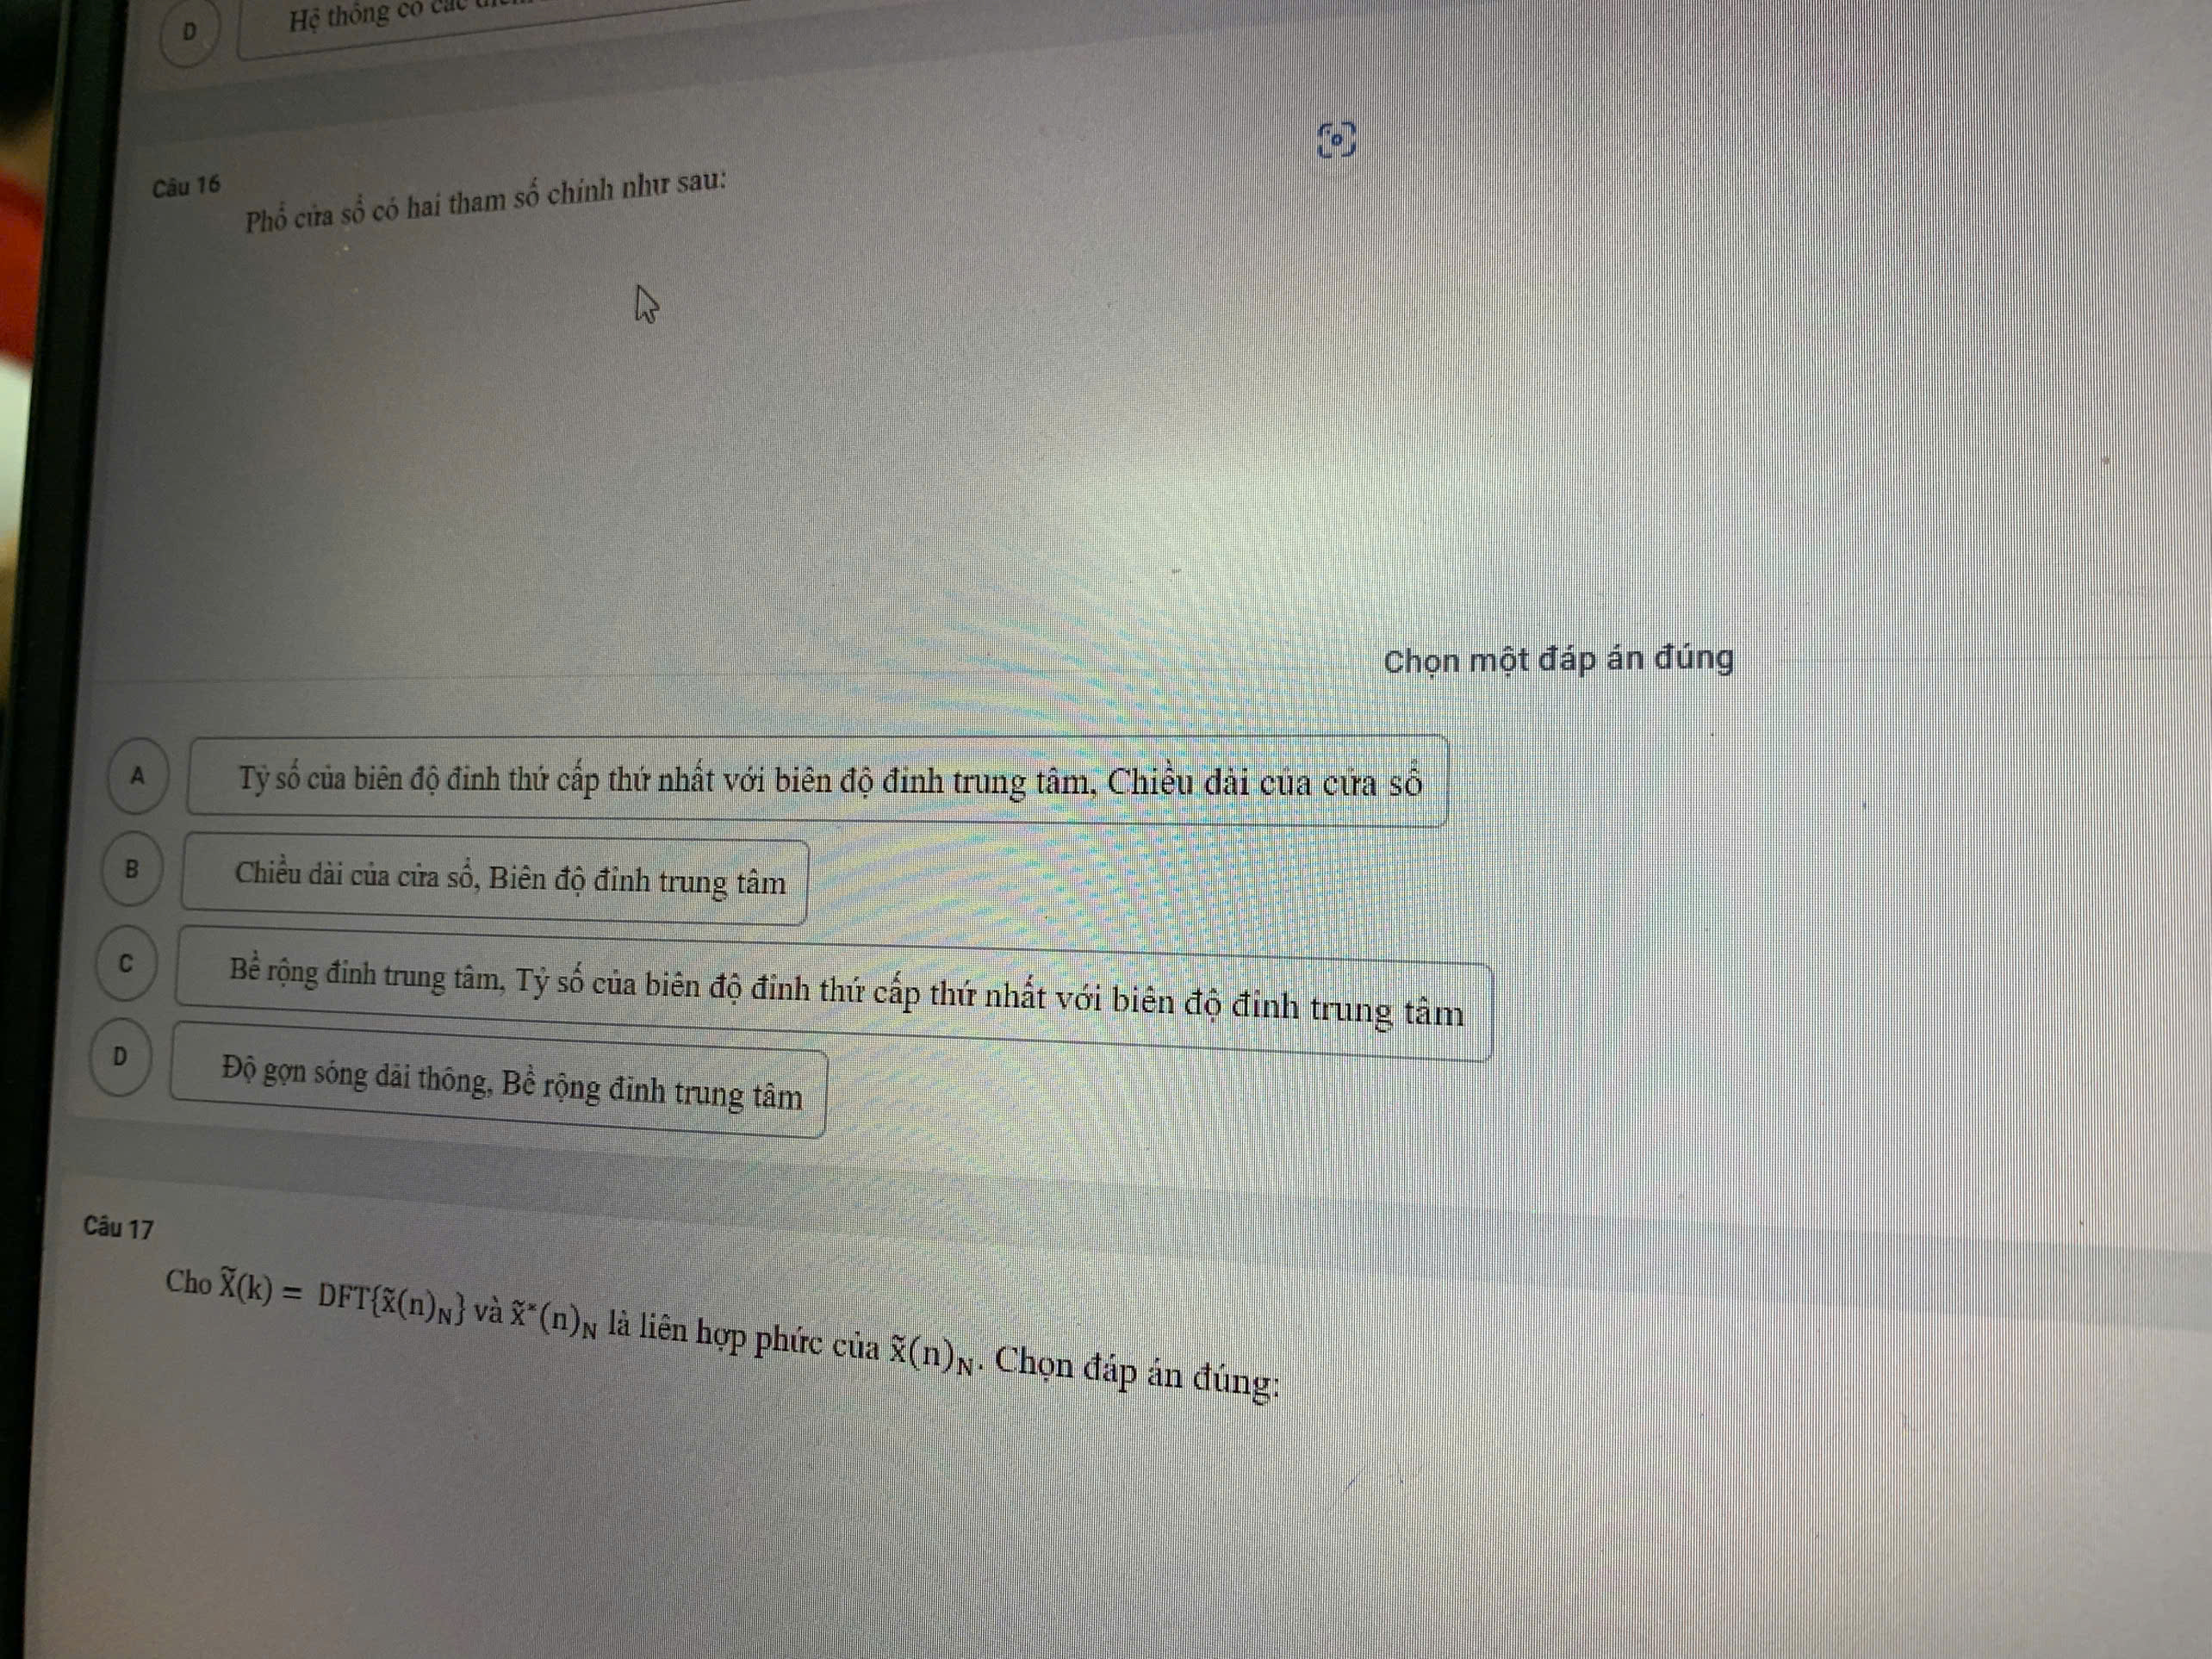 D
Hệ thống có các
Câu 16
Phổ cửa sổ có hai tham số chính như sau:
Chọn một đáp án đúng
A
Tỷ số của biên độ đỉnh thứ cấp thứ nhất với biên độ đỉnh trung tâm, Chiều dài của cửa sổ
B
Chiều dài của cửa sổ, Biên độ đỉnh trung tâm
C
Bề rộng đỉnh trung tâm, Tỷ số của biên độ đỉnh thứ cấp thứ nhất với biên độ đỉnh trung tâm
D
Độ gợn sóng dải thông, Bề rộng đỉnh trung tâm
Câu 17
Cho X̃(k) = DFT{x̃(n)_N} và x̃*(n)_N là liên hợp phức của x̃(n)_N. Chọn đáp án đúng: